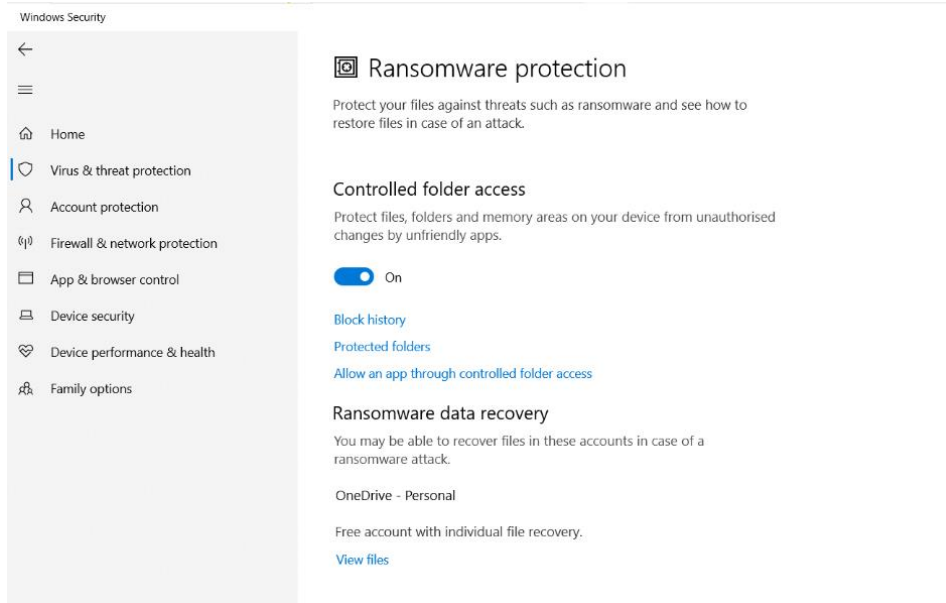 Windows Security
Home
Virus & threat protection
Account protection
Firewall & network protection
App & browser control
Device security
Device performance & health
Family options
Ransomware protection
Protect your files against threats such as ransomware and see how to
restore files in case of an attack.
Controlled folder access
Protect files, folders and memory areas on your device from unauthorised
changes by unfriendly apps.
On
Block history
Protected folders
Allow an app through controlled folder access
Ransomware data recovery
You may be able to recover files in these accounts in case of a
ransomware attack.
OneDrive - Personal
Free account with individual file recovery.
View files